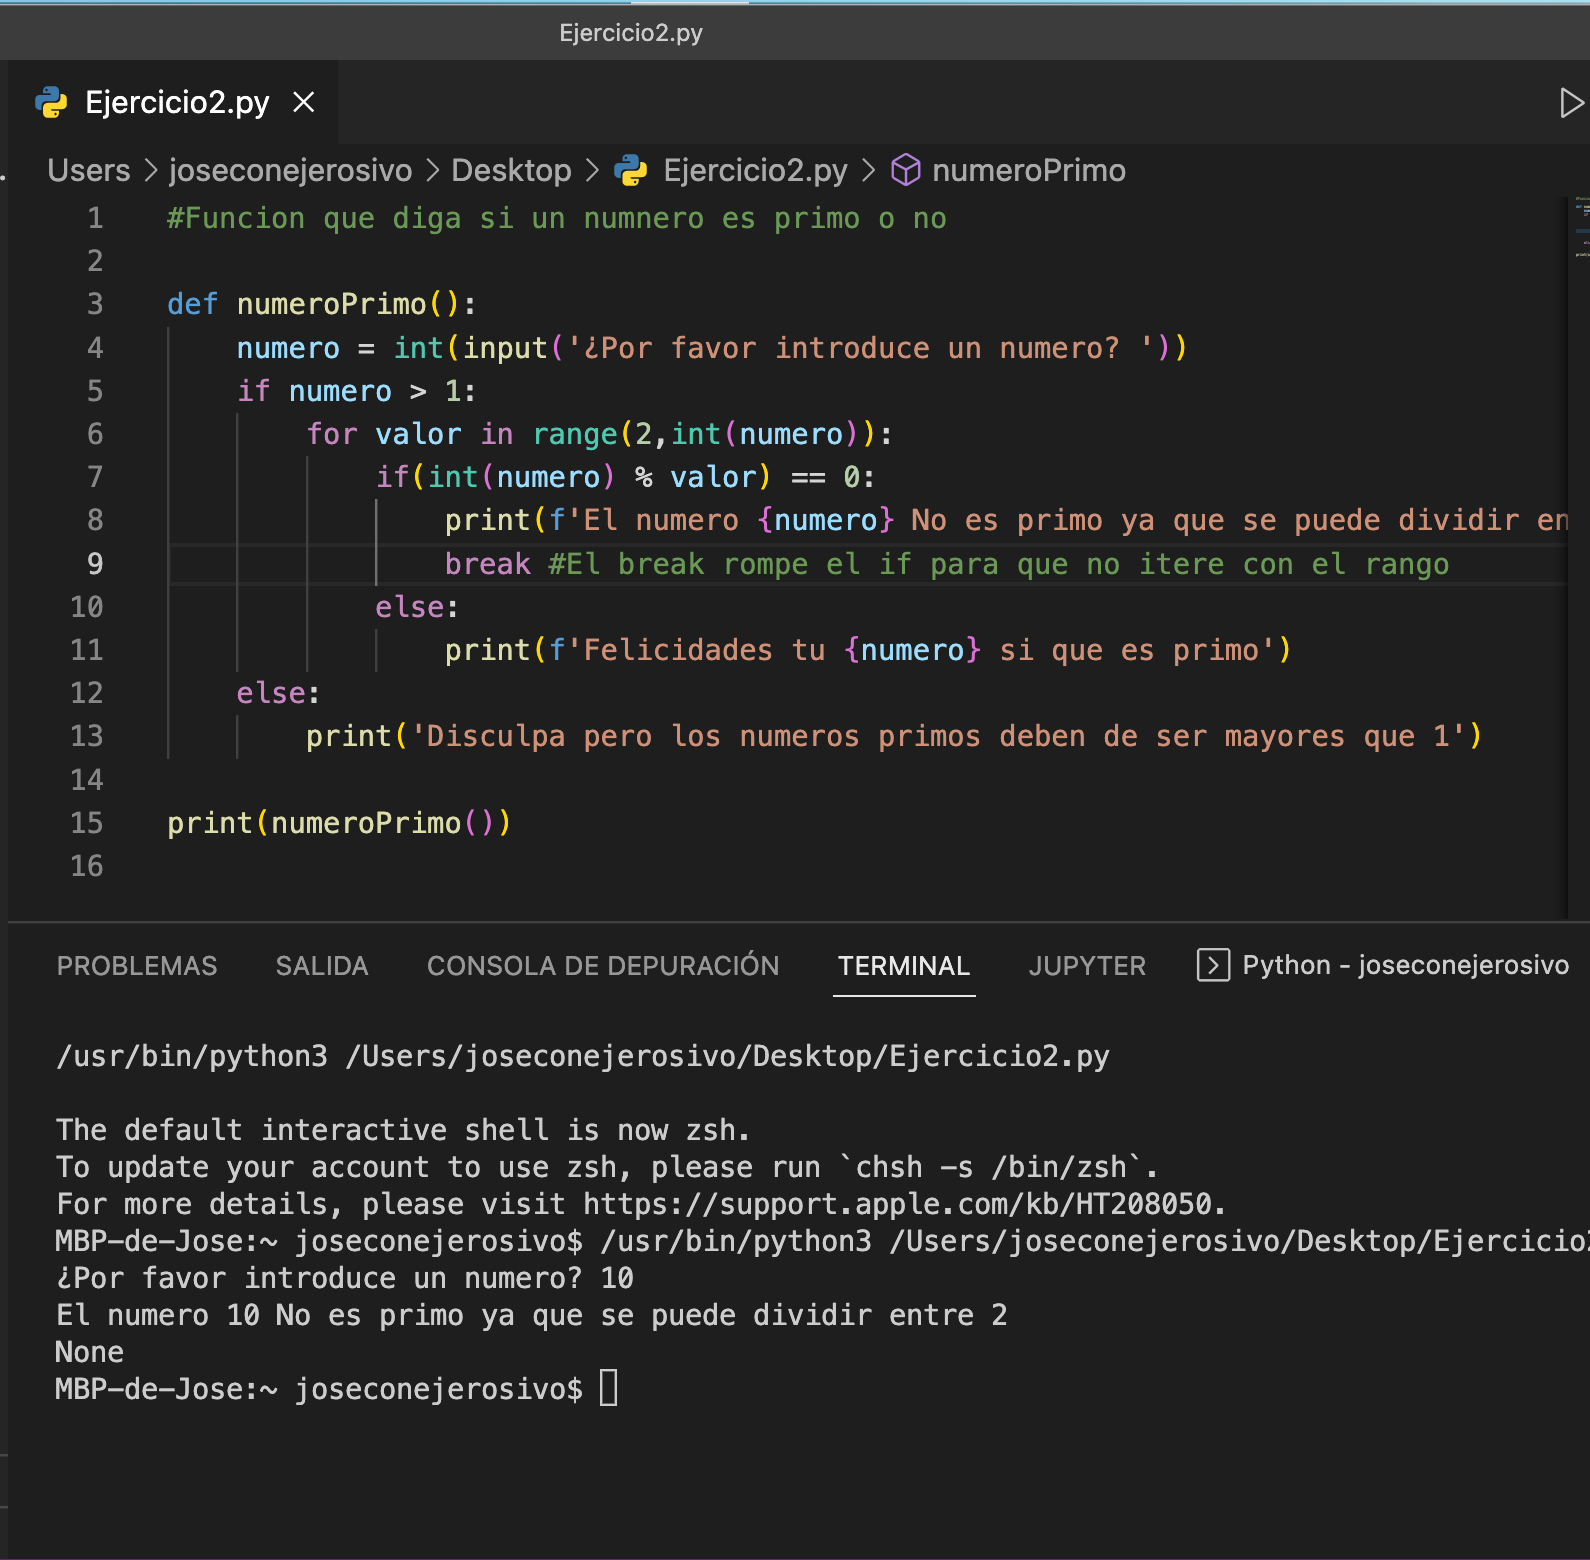 Ejercicio2.py
Ejercicio2.py
Users > joseconejerosivo > Desktop > Ejercicio2.py > numeroPrimo
1 #Funcion que diga si un numnero es primo o no
2
3 def numeroPrimo():
4 numero = int(input('¿Por favor introduce un numero? '))
5 if numero > 1:
6 for valor in range(2,int(numero)):
7 if(int(numero) % valor) == 0:
8 print(f'El numero {numero} No es primo ya que se puede dividir en
9 break #El break rompe el if para que no itere con el rango
10 else:
11 print(f'Felicidades tu {numero} si que es primo')
12 else:
13 print('Disculpa pero los numeros primos deben de ser mayores que 1')
14
15 print(numeroPrimo())
16
PROBLEMAS SALIDA CONSOLA DE DEPURACIÓN TERMINAL JUPYTER Python - joseconejerosivo
/usr/bin/python3 /Users/joseconejerosivo/Desktop/Ejercicio2.py
The default interactive shell is now zsh.
To update your account to use zsh, please run `chsh -s /bin/zsh`.
For more details, please visit https://support.apple.com/kb/HT208050.
MBP-de-Jose:~ joseconejerosivo$ /usr/bin/python3 /Users/joseconejerosivo/Desktop/Ejercicio2
¿Por favor introduce un numero? 10
El numero 10 No es primo ya que se puede dividir entre 2
None
MBP-de-Jose:~ joseconejerosivo$